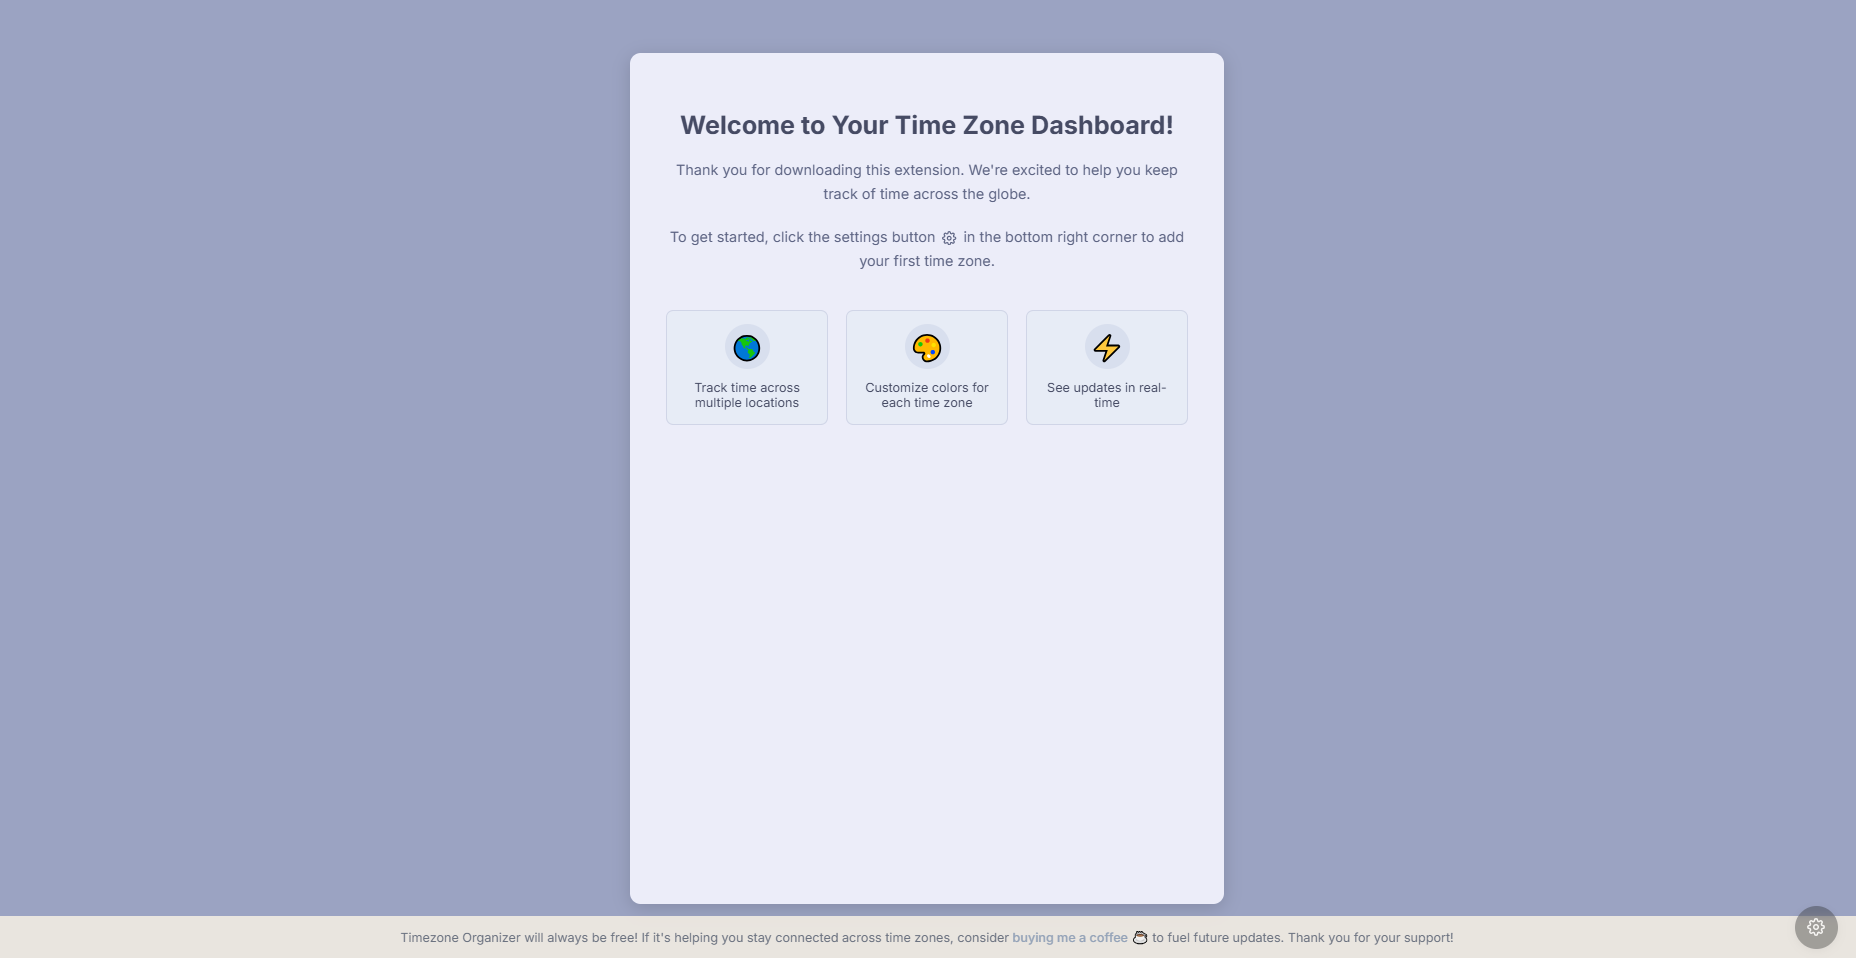 Welcome to Your Time Zone Dashboard!
Thank you for downloading this extension. We're excited to help you keep
track of time across the globe.
To get started, click the settings button in the bottom right corner to add
your first time zone.
Track time across
multiple locations
Customize colors for
each time zone
See updates in real-
time
Timezone Organizer will always be free! If it's helping you stay connected across time zones, consider buying me a coffee to fuel future updates. Thank you for your support!